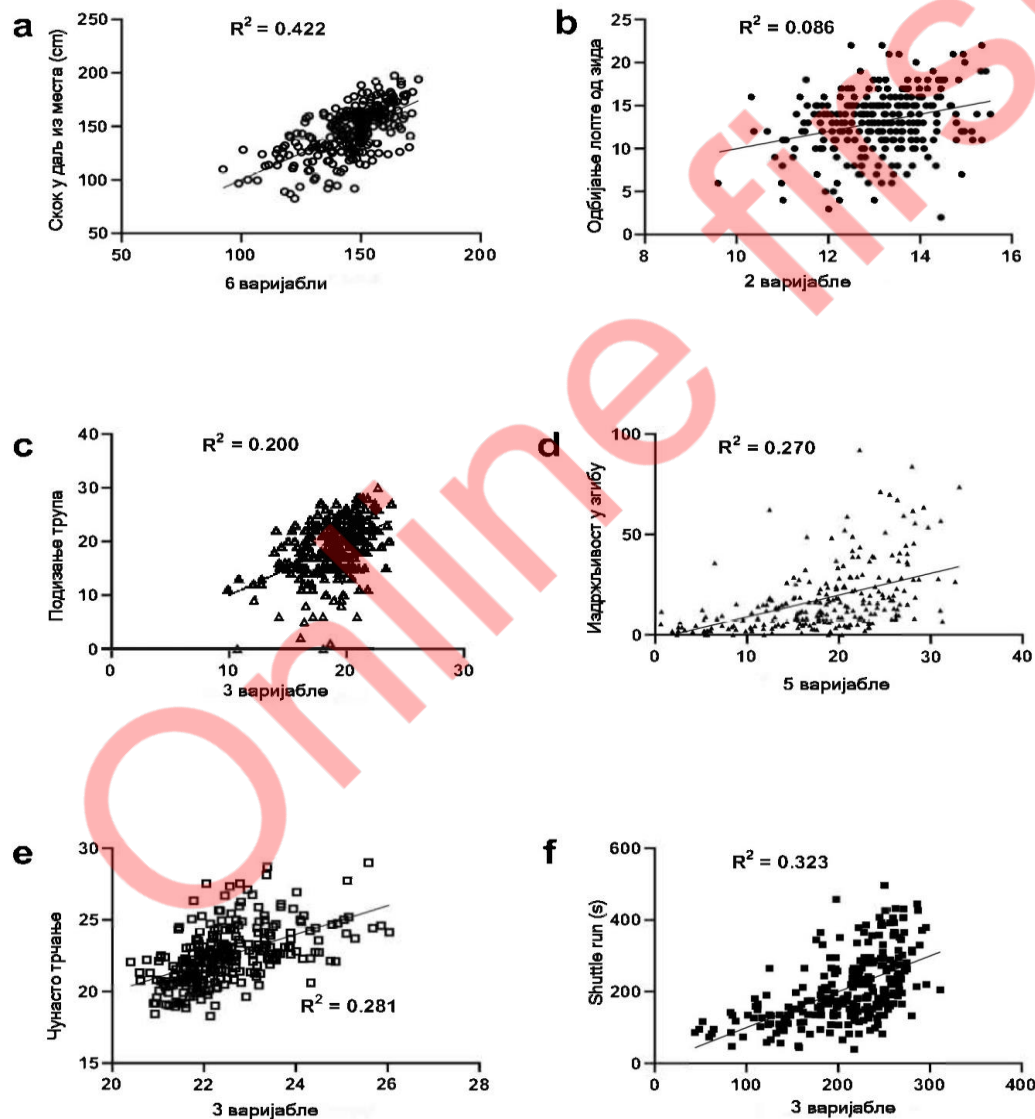 a
R² = 0.422
Скок у даљ из места (cm)
250
200
150
100
50
50
100
150
200
6 варијабли
b
R² = 0.086
Одбијање лопте од зида
25
20
15
10
5
0
8
10
12
14
16
2 варијабле
c
R² = 0.200
Подизање трупа
40
30
20
10
0
0
10
20
30
3 варијабле
d
R² = 0.270
Издржљивост у згибу
100
50
0
0
10
20
30
40
5 варијабле
e
R² = 0.281
Чунасто трчање
30
25
20
15
20
22
24
26
28
3 варијабле
f
R² = 0.323
Shuttle run (s)
600
400
200
0
0
100
200
300
400
3 варијабле
Online firs